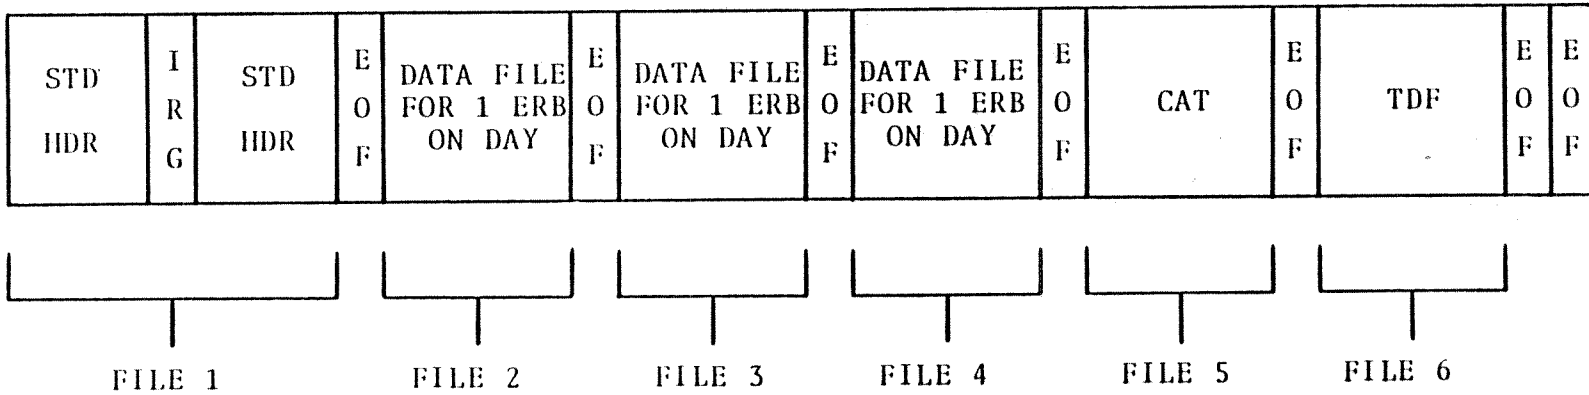 STD
HDR
I
R
G
STD
HDR
E
O
F
DATA FILE
FOR 1 ERB
ON DAY
E
O
F
DATA FILE
FOR 1 ERB
ON DAY
E
O
F
DATA FILE
FOR 1 ERB
ON DAY
E
O
F
CAT
E
O
F
TDF
E
O
F
E
O
F
FILE 1
FILE 2
FILE 3
FILE 4
FILE 5
FILE 6